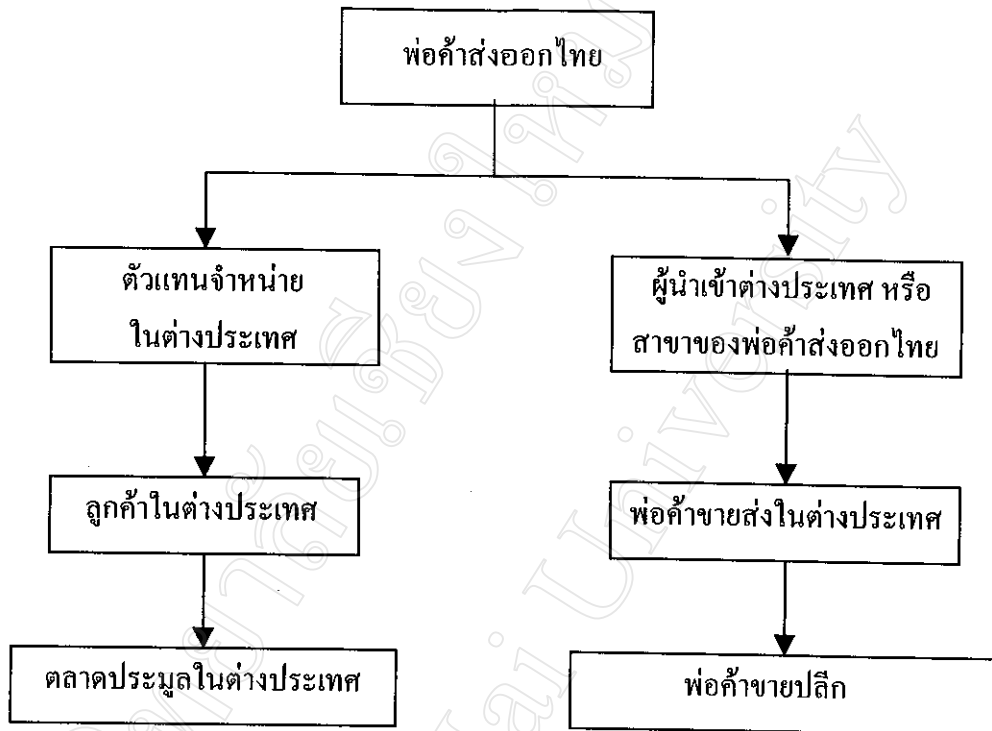 พ่อค้าส่งออกไทย
ตัวแทนจำหน่าย
ในต่างประเทศ
ผู้นำเข้าต่างประเทศ หรือ
สาขาของพ่อค้าส่งออกไทย
ลูกค้าในต่างประเทศ
พ่อค้าขายส่งในต่างประเทศ
ตลาดประมูลในต่างประเทศ
พ่อค้าขายปลีก
University